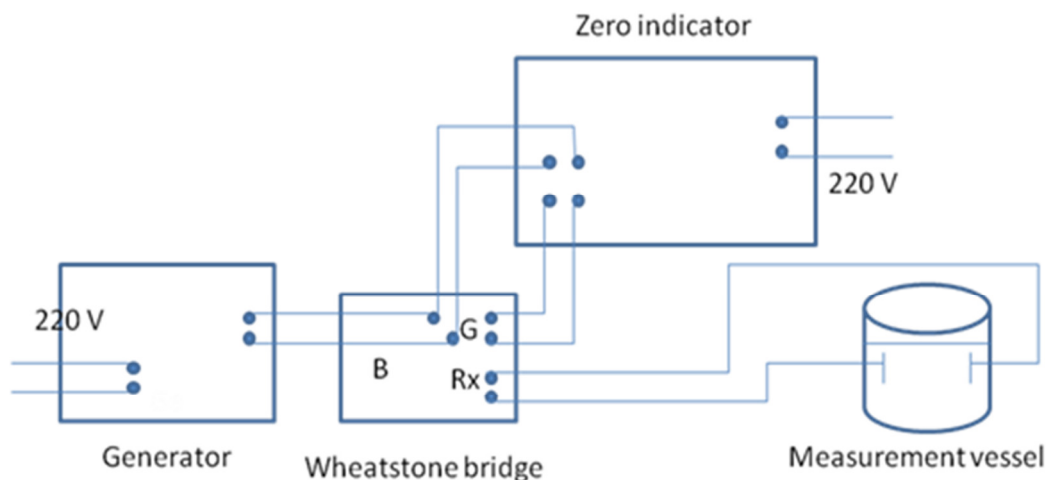 Zero indicator
220 V
220 V
G
B
Rx
Generator
Wheatstone bridge
Measurement vessel